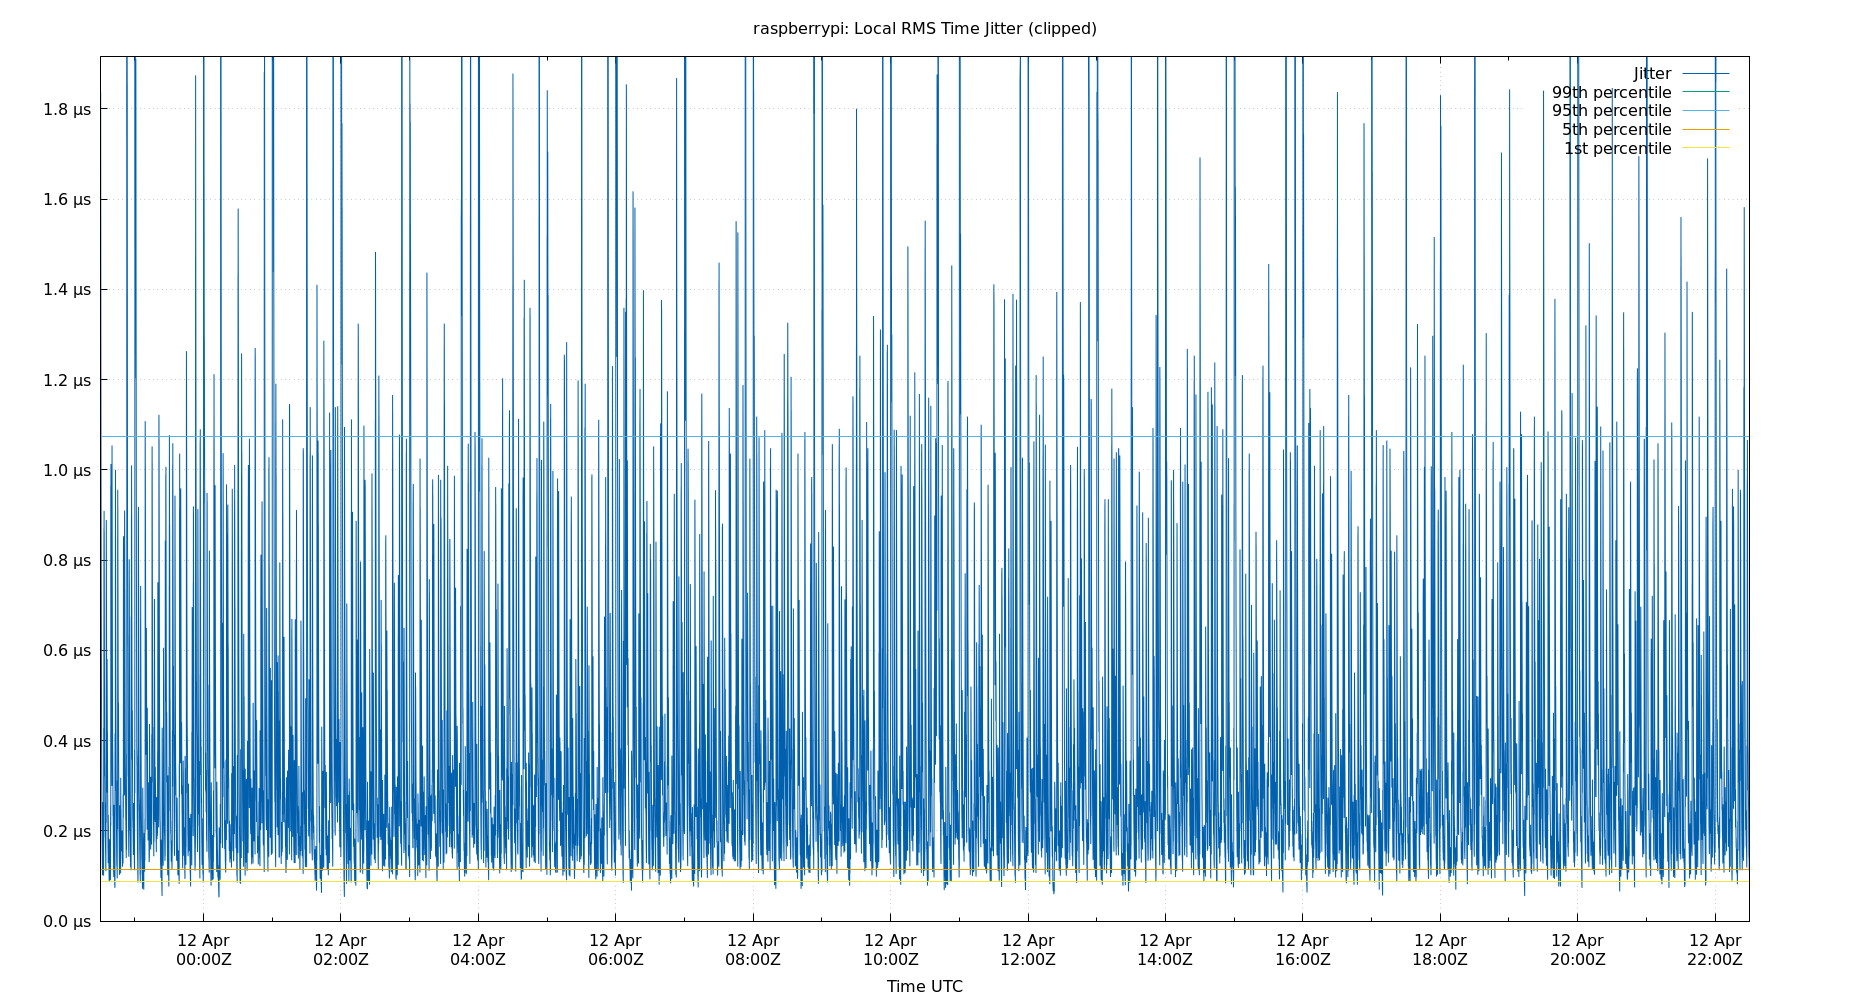 raspberrypi: Local RMS Time Jitter (clipped)
Jitter
99th percentile
95th percentile
5th percentile
1st percentile
1.8 µs
1.6 µs
1.4 µs
1.2 µs
1.0 µs
0.8 µs
0.6 µs
0.4 µs
0.2 µs
0.0 µs
12 Apr 12 Apr 12 Apr 12 Apr 12 Apr 12 Apr 12 Apr 12 Apr 12 Apr 12 Apr 12 Apr 12 Apr
00:00Z 02:00Z 04:00Z 06:00Z 08:00Z 10:00Z 12:00Z 14:00Z 16:00Z 18:00Z 20:00Z 22:00Z
Time UTC